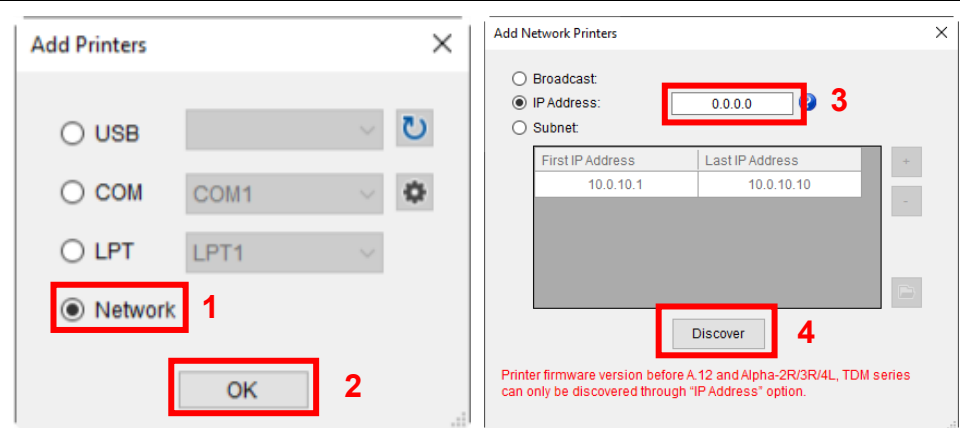 Add Printers
USB
COM COM1
LPT LPT1
Network 1
OK 2
Add Network Printers
Broadcast:
IP Address: 0.0.0.0 ? 3
Subnet:
First IP Address Last IP Address
10.0.10.1 10.0.10.10
+
-
Discover 4
Printer firmware version before A.12 and Alpha-2R/3R/4L, TDM series
can only be discovered through “IP Address” option.